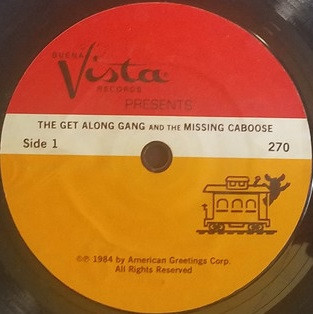 BUENA
Vista
RECORDS
PRESENTS
THE GET ALONG GANG AND THE MISSING CABOOSE
Side 1 270
©℗ 1984 by American Greetings Corp.
All Rights Reserved